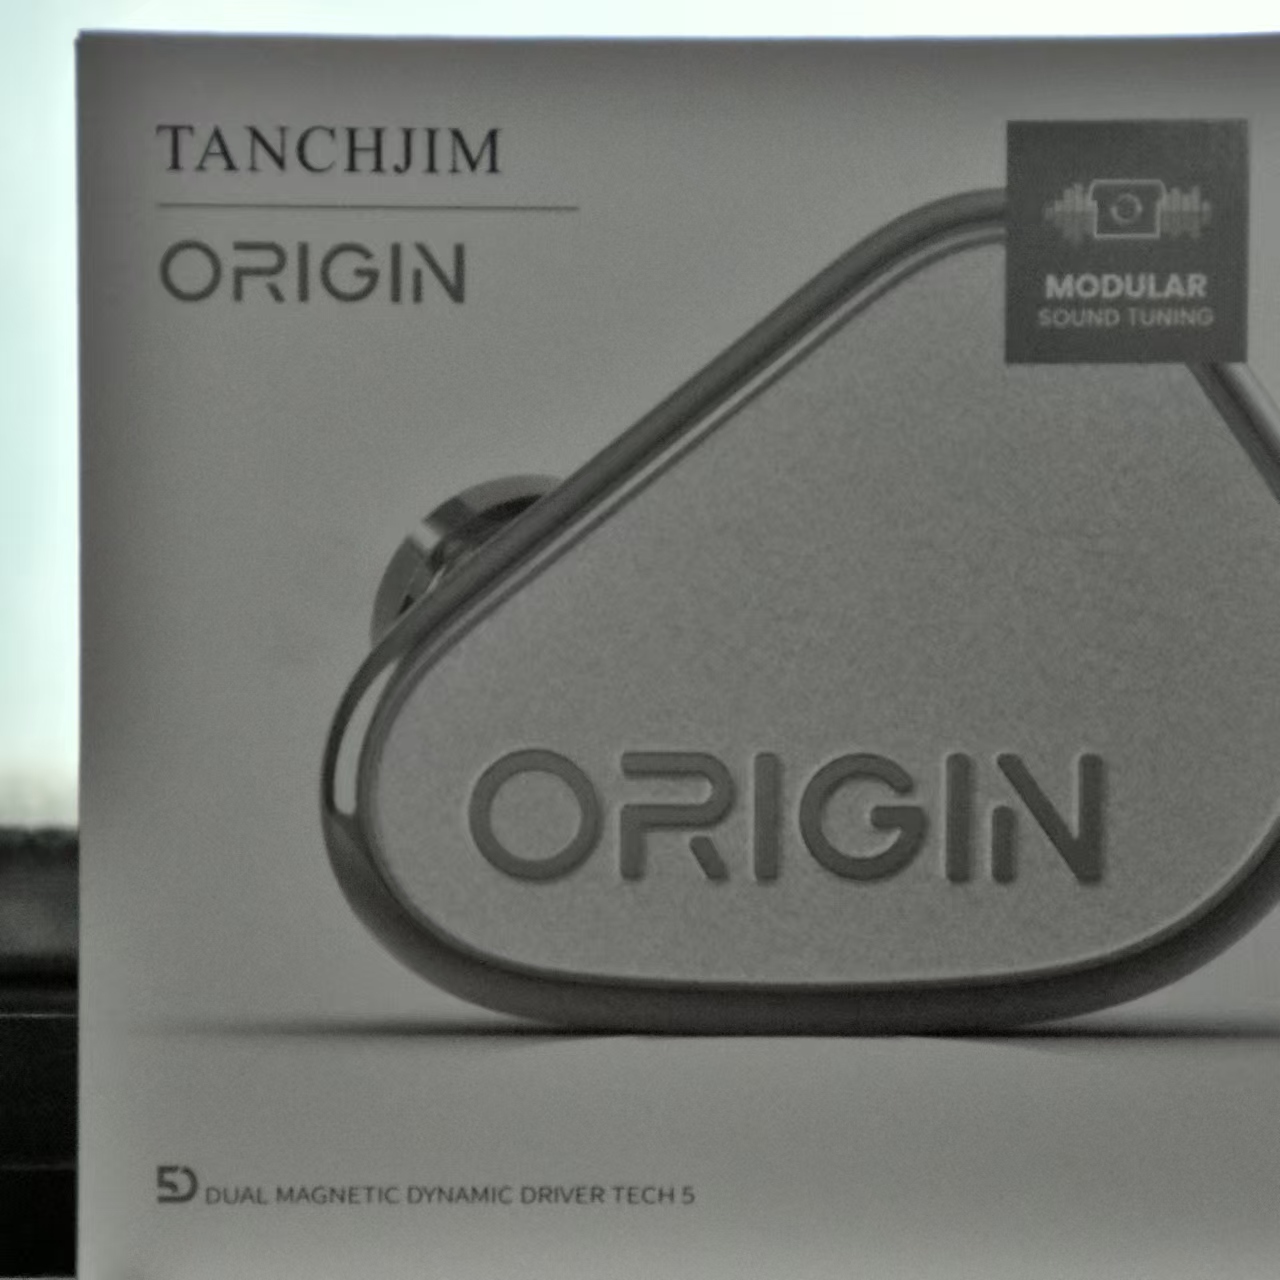 TANCHJIM
ORIGIN
MODULAR
SOUND TUNING
ORIGIN
5D DUAL MAGNETIC DYNAMIC DRIVER TECH 5